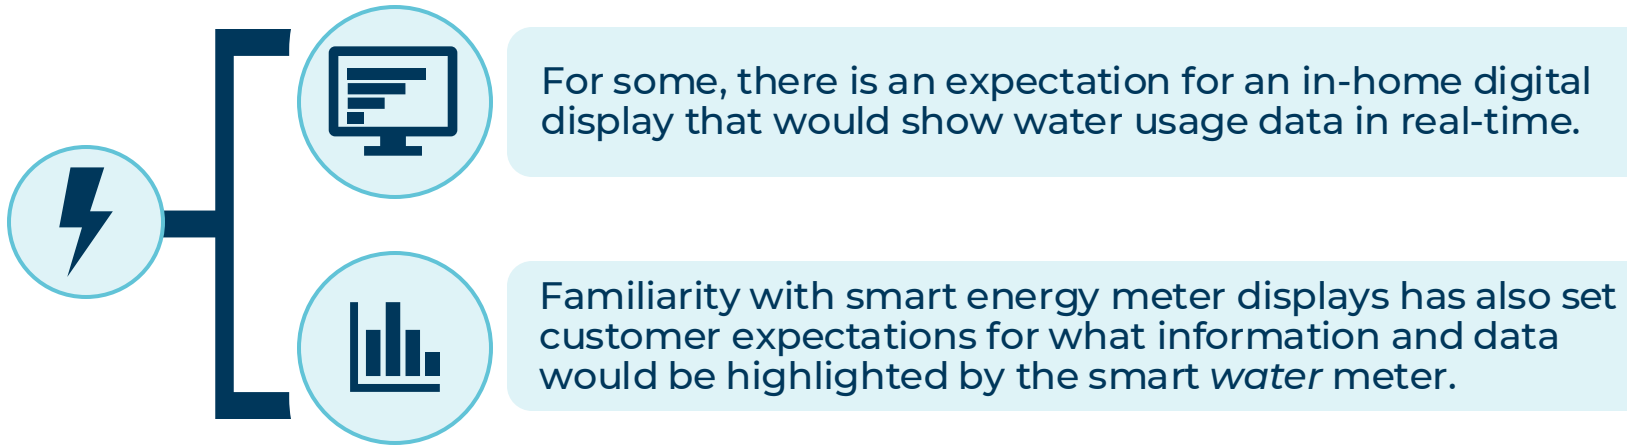 For some, there is an expectation for an in-home digital
display that would show water usage data in real-time.
Familiarity with smart energy meter displays has also set
customer expectations for what information and data
would be highlighted by the smart water meter.